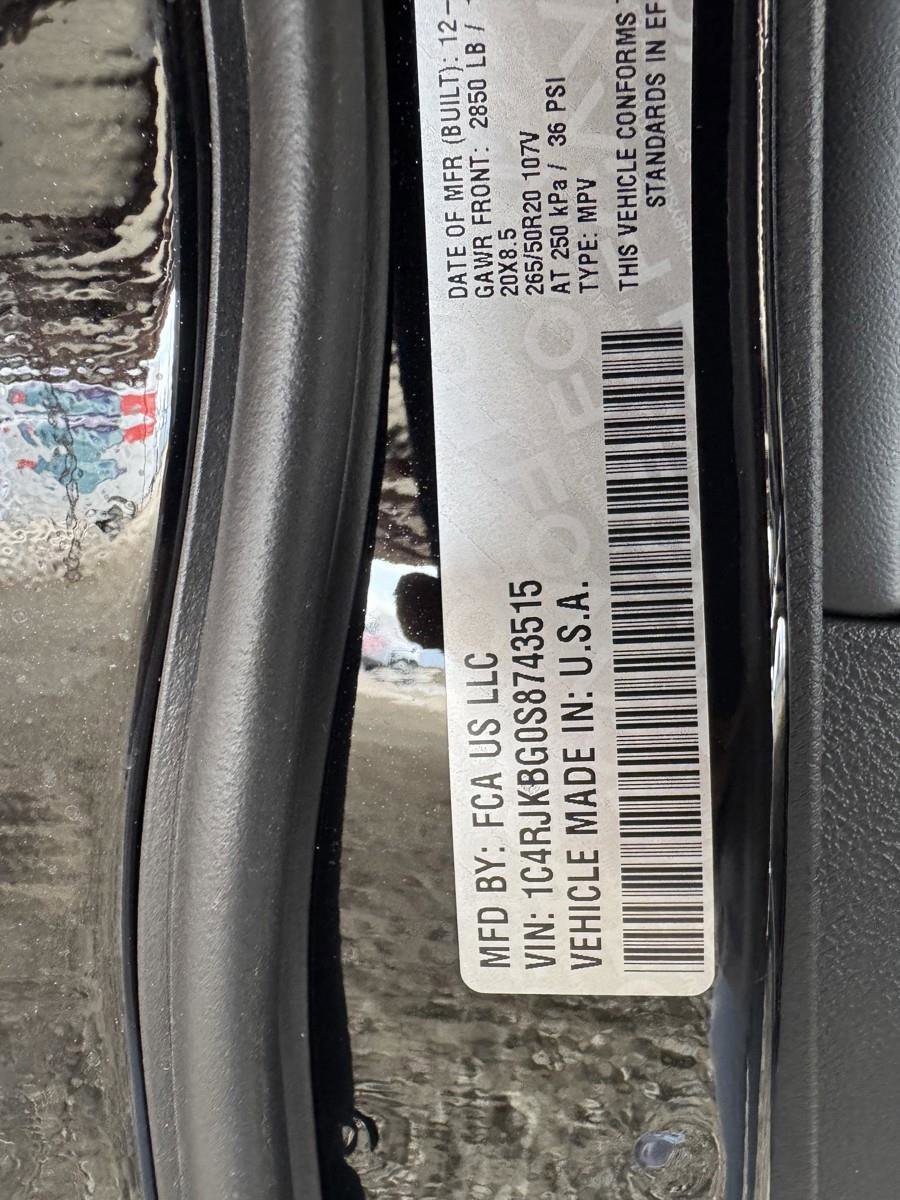 MFD BY: FCA US LLC
VIN: 1C4RJKBG0S8743515
VEHICLE MADE IN: U.S.A.
DATE OF MFR (BUILT): 12-
GAWR FRONT: 2850 LB /
20X8.5
265/50R20 107V
AT 250 kPa / 36 PSI
TYPE: MPV
THIS VEHICLE CONFORMS
STANDARDS IN EF